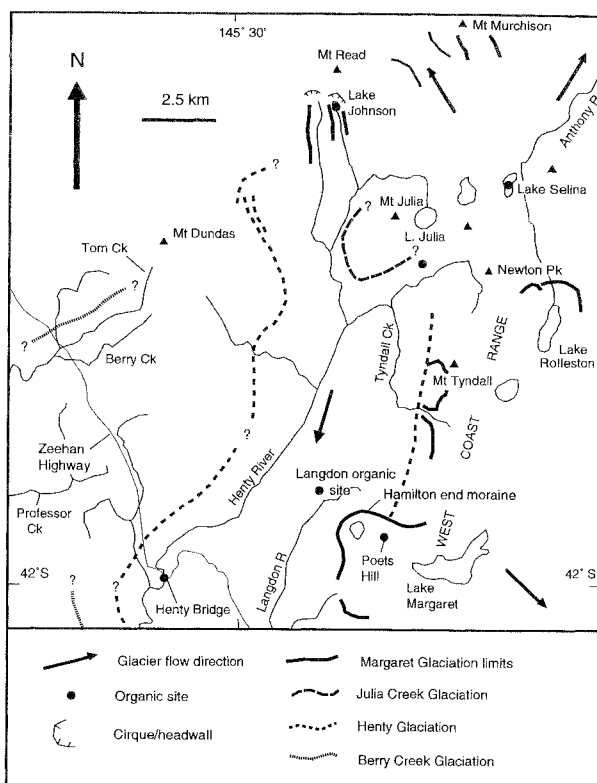 145° 30'
Mt Murchison
Mt Read
N
2.5 km
Lake
Johnson
Lake Selina
?
Mt Julia
?
Mt Dundas
Tom Ck
L. Julia
?
Newton Pk
?
?
Berry Ck
Tyndall Ck
RANGE
Lake
Rolleston
Mt Tyndall
COAST
Zeehan
Highway
?
Henty River
Langdon organic
site
Hamilton end moraine
Professor
Ck
WEST
Poets
Hill
42° S
42° S
?
?
Henty Bridge
Langdon R
Lake
Margaret
Glacier flow direction
Margaret Glaciation limits
Organic site
Julia Creek Glaciation
Cirque/headwall
Henty Glaciation
Berry Creek Glaciation